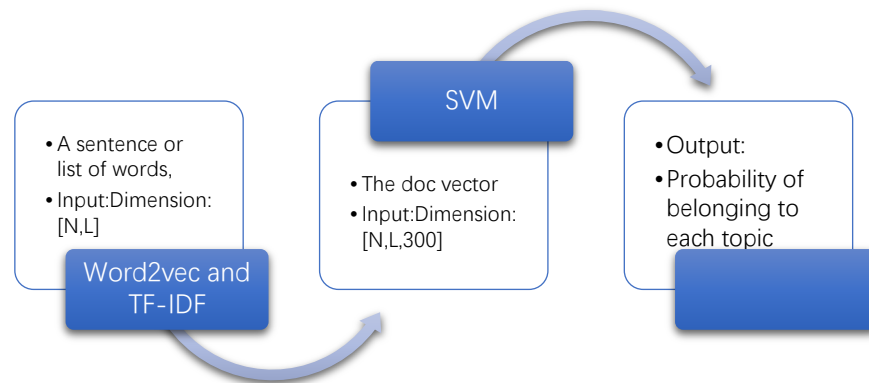 • A sentence or
list of words,
• Input:Dimension:
[N,L]
Word2vec and
TF-IDF
SVM
• The doc vector
• Input:Dimension:
[N,L,300]
• Output:
• Probability of
belonging to
each topic